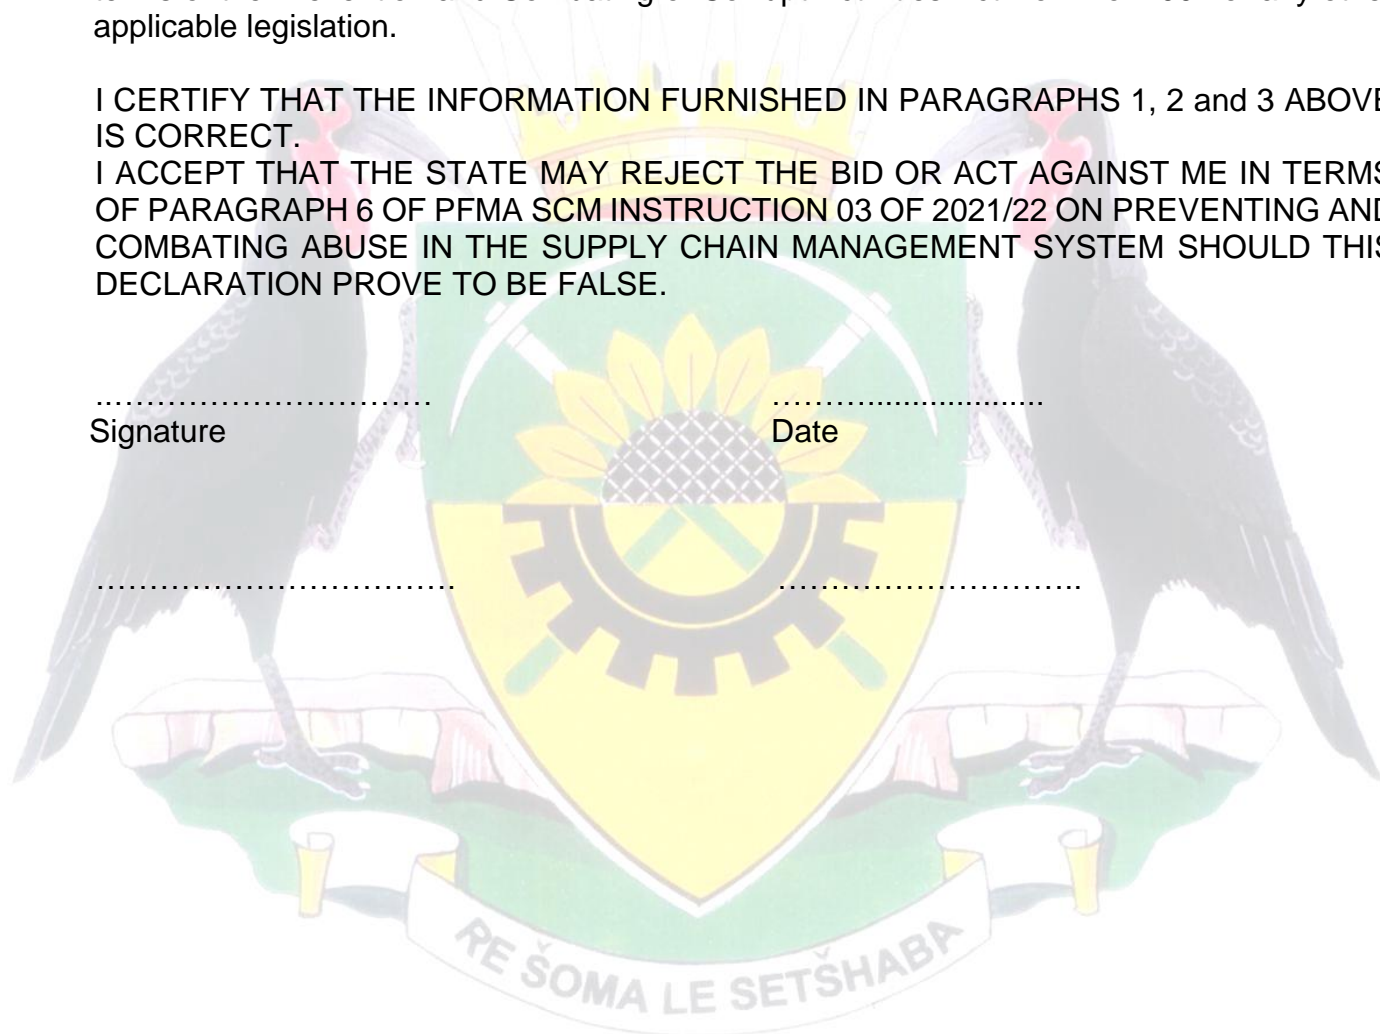 applicable legislation.
I CERTIFY THAT THE INFORMATION FURNISHED IN PARAGRAPHS 1, 2 and 3 ABOVE
IS CORRECT.
I ACCEPT THAT THE STATE MAY REJECT THE BID OR ACT AGAINST ME IN TERMS
OF PARAGRAPH 6 OF PFMA SCM INSTRUCTION 03 OF 2021/22 ON PREVENTING AND
COMBATING ABUSE IN THE SUPPLY CHAIN MANAGEMENT SYSTEM SHOULD THIS
DECLARATION PROVE TO BE FALSE.
Signature Date
RE ŠOMA LE SETŠHABA